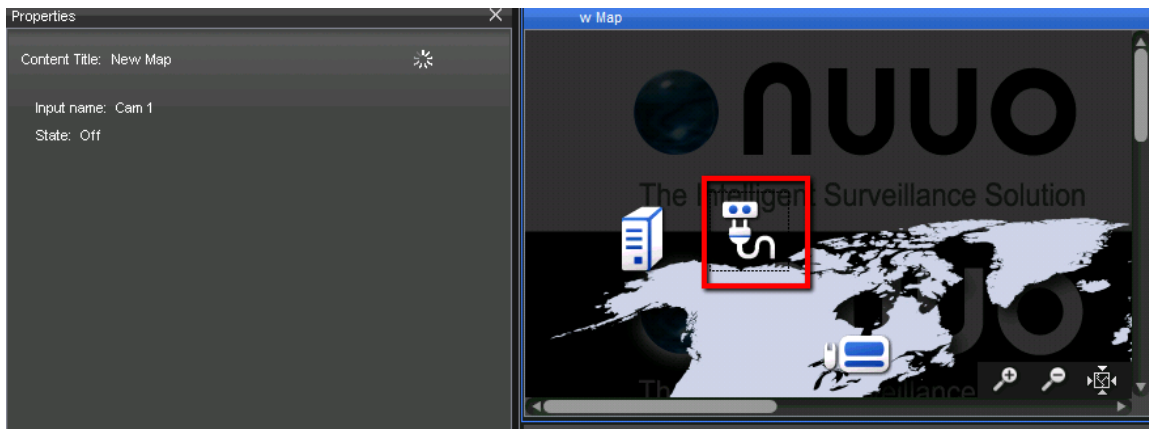 Properties
Content Title: New Map
Input name: Cam 1
State: Off
w Map
nuuo
The Intelligent Surveillance Solution